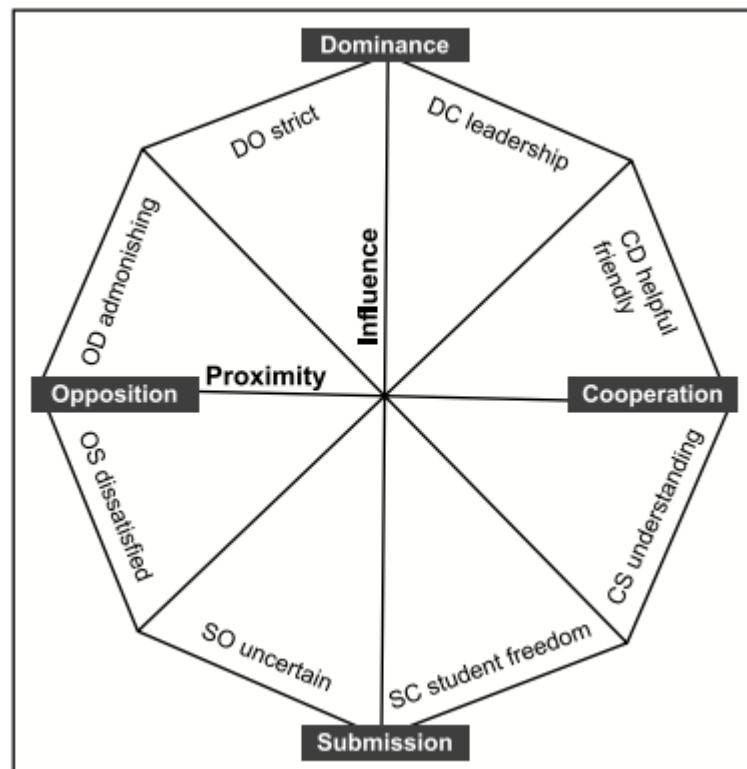 Dominance
DO strict
DC leadership
OD admonishing
Influence
CD helpful
friendly
Proximity
Opposition
Cooperation
OS dissatisfied
CS understanding
SO uncertain
SC student freedom
Submission